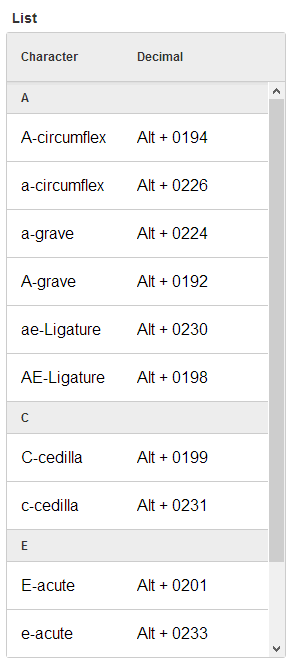 List
Character Decimal
A
A-circumflex Alt + 0194
a-circumflex Alt + 0226
a-grave Alt + 0224
A-grave Alt + 0192
ae-Ligature Alt + 0230
AE-Ligature Alt + 0198
C
C-cedilla Alt + 0199
c-cedilla Alt + 0231
E
E-acute Alt + 0201
e-acute Alt + 0233